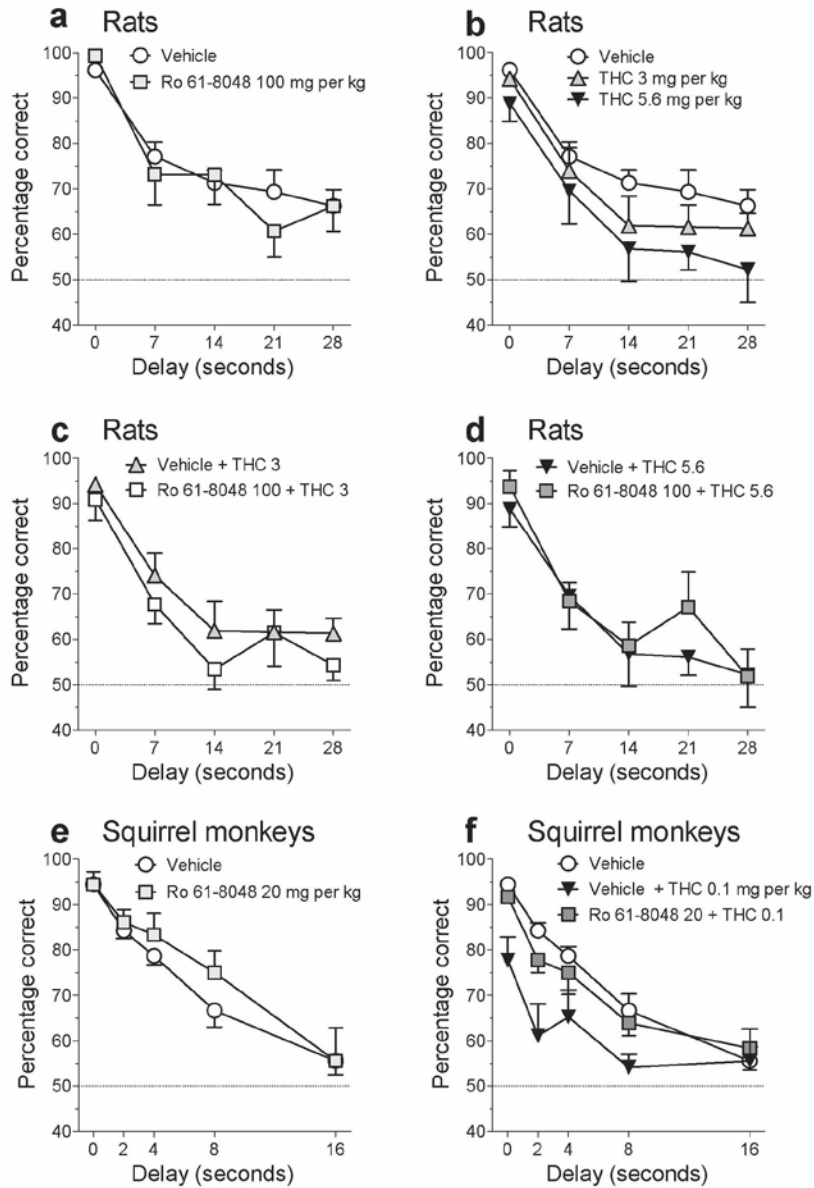 a Rats
Vehicle
Ro 61-8048 100 mg per kg
Percentage correct
100
90
80
70
60
50
40
0 7 14 21 28
Delay (seconds)
b Rats
Vehicle
THC 3 mg per kg
THC 5.6 mg per kg
Percentage correct
100
90
80
70
60
50
40
0 7 14 21 28
Delay (seconds)
c Rats
Vehicle + THC 3
Ro 61-8048 100 + THC 3
Percentage correct
100
90
80
70
60
50
40
0 7 14 21 28
Delay (seconds)
d Rats
Vehicle + THC 5.6
Ro 61-8048 100 + THC 5.6
Percentage correct
100
90
80
70
60
50
40
0 7 14 21 28
Delay (seconds)
e Squirrel monkeys
Vehicle
Ro 61-8048 20 mg per kg
Percentage correct
100
90
80
70
60
50
40
0 2 4 8 16
Delay (seconds)
f Squirrel monkeys
Vehicle
Vehicle + THC 0.1 mg per kg
Ro 61-8048 20 + THC 0.1
Percentage correct
100
90
80
70
60
50
40
0 2 4 8 16
Delay (seconds)